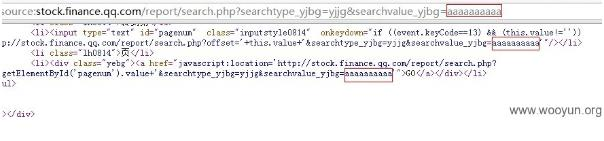 source:stock.finance.qq.com/report/search.php?searchtype_yjbg=yjjg&searchvalue_yjbg=aaaaaaaaaa
<li><input type="text" id="pagenum" class="inputstyle0814" onkeydown="if ((event.keyCode==13) && (this.value!=''))
p://stock.finance.qq.com/report/search.php?offset='+this.value+'&searchtype_yjbg=yjjg&searchvalue_yjbg=aaaaaaaaaa'"/></li>
<li class="lh0814">页</li>
<li><div class="yebg"><a href="javascript:location='http://stock.finance.qq.com/report/search.php?
getElementById('pagenum').value+'&searchtype_yjbg=yjjg&searchvalue_yjbg=aaaaaaaaaa'">GO</a></div></li>
ul>
></div>
www.wooyun.org